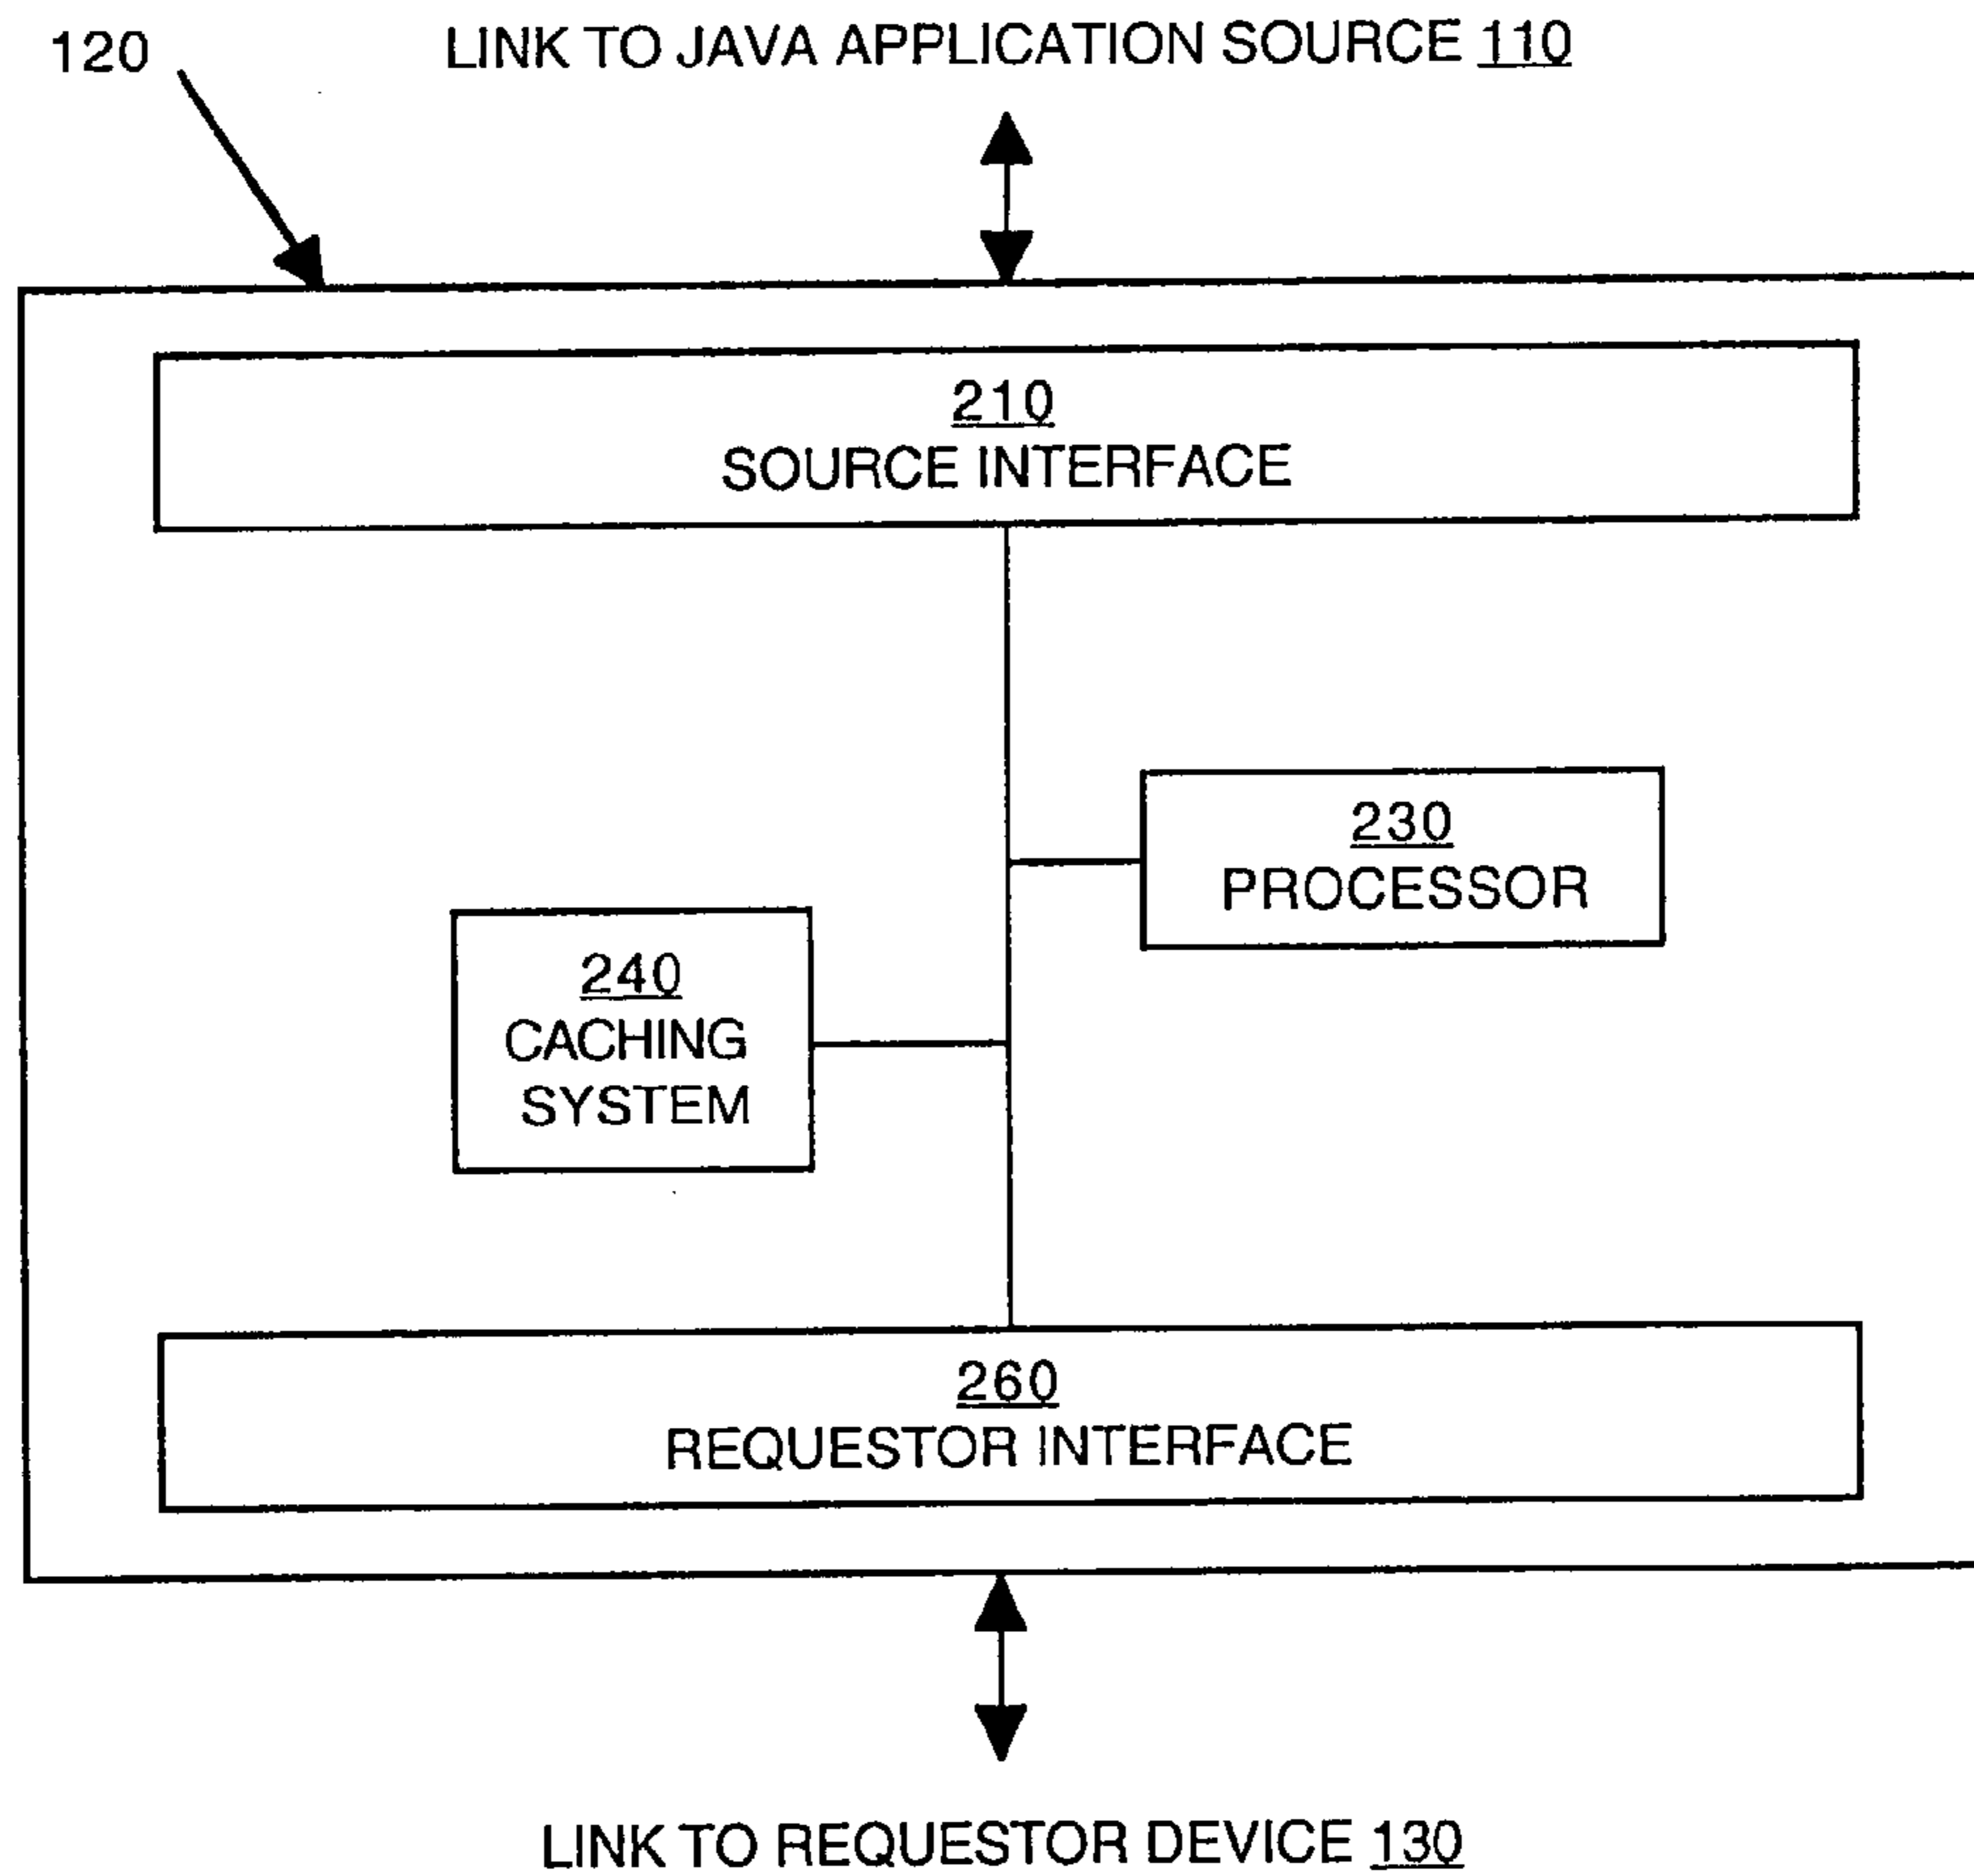 120
LINK TO JAVA APPLICATION SOURCE 110
210
SOURCE INTERFACE
230
PROCESSOR
240
CACHING
SYSTEM
260
REQUESTOR INTERFACE
LINK TO REQUESTOR DEVICE 130